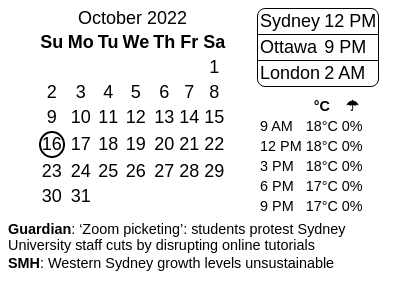 October 2022
Su Mo Tu We Th Fr Sa
1
2 3 4 5 6 7 8
9 10 11 12 13 14 15
16 17 18 19 20 21 22
23 24 25 26 27 28 29
30 31
Sydney 12 PM
Ottawa 9 PM
London 2 AM
°C ☂
9 AM 18°C 0%
12 PM 18°C 0%
3 PM 18°C 0%
6 PM 17°C 0%
9 PM 17°C 0%
Guardian: ‘Zoom picketing’: students protest Sydney
University staff cuts by disrupting online tutorials
SMH: Western Sydney growth levels unsustainable